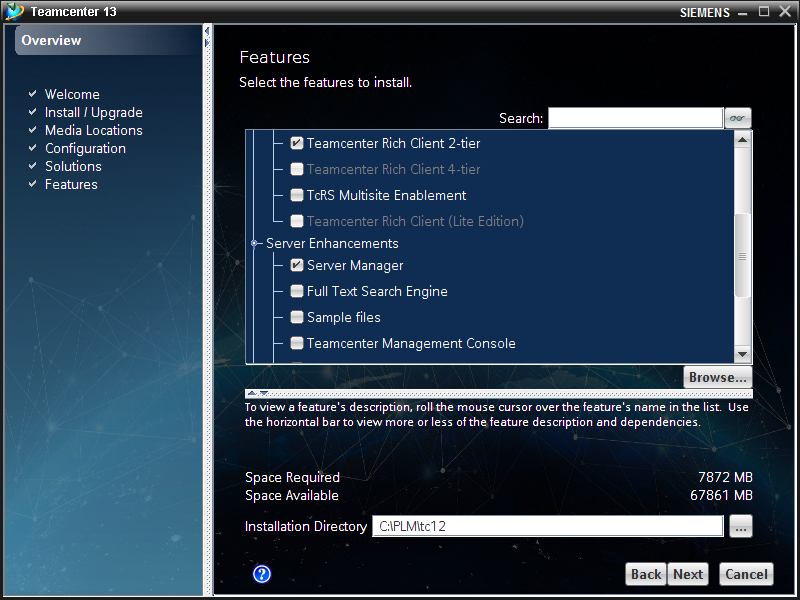 Teamcenter 13
SIEMENS
Overview
Welcome
Install / Upgrade
Media Locations
Configuration
Solutions
Features
Features
Select the features to install.
Search:
Teamcenter Rich Client 2-tier
Teamcenter Rich Client 4-tier
TcRS Multisite Enablement
Teamcenter Rich Client (Lite Edition)
Server Enhancements
Server Manager
Full Text Search Engine
Sample files
Teamcenter Management Console
Browse...
To view a feature's description, roll the mouse cursor over the feature's name in the list. Use
the horizontal bar to view more or less of the feature description and dependencies.
Space Required 7872 MB
Space Available 67861 MB
Installation Directory C:\PLM\tc12 ...
? Back Next Cancel